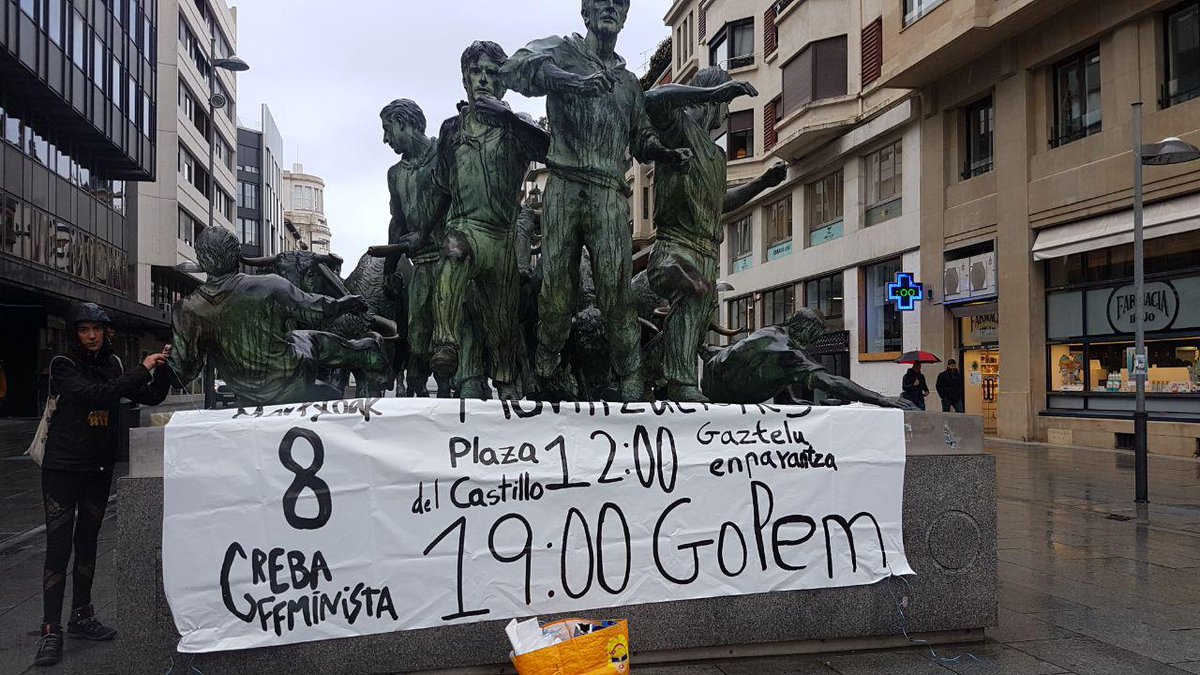 8
Plaza
del Castillo
12:00
Gaztelu
enparantza
19:00 Golem
GREBA
FEMINISTA
FARMACIA